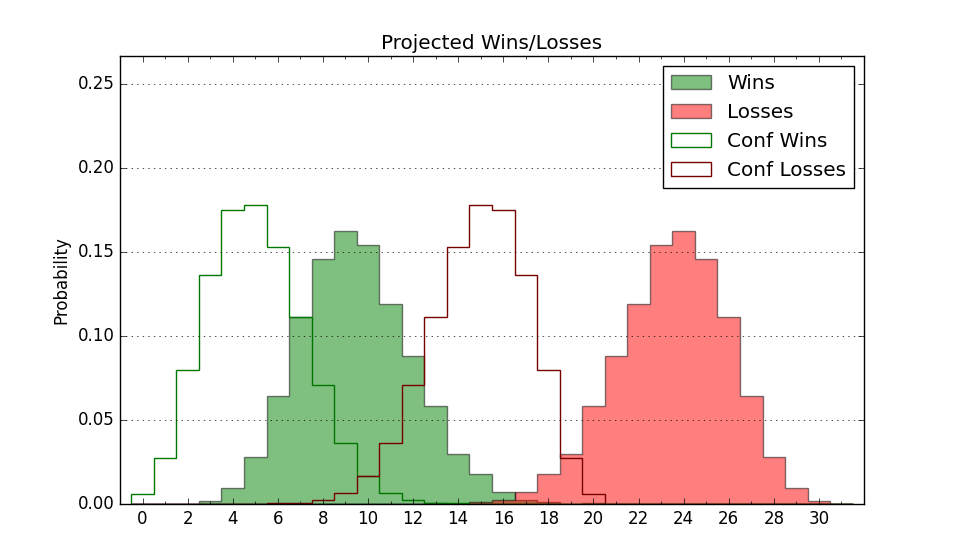 Projected Wins/Losses
0.25
0.20
0.15
0.10
0.05
0.00
Probability
Wins
Losses
Conf Wins
Conf Losses
0 2 4 6 8 10 12 14 16 18 20 22 24 26 28 30